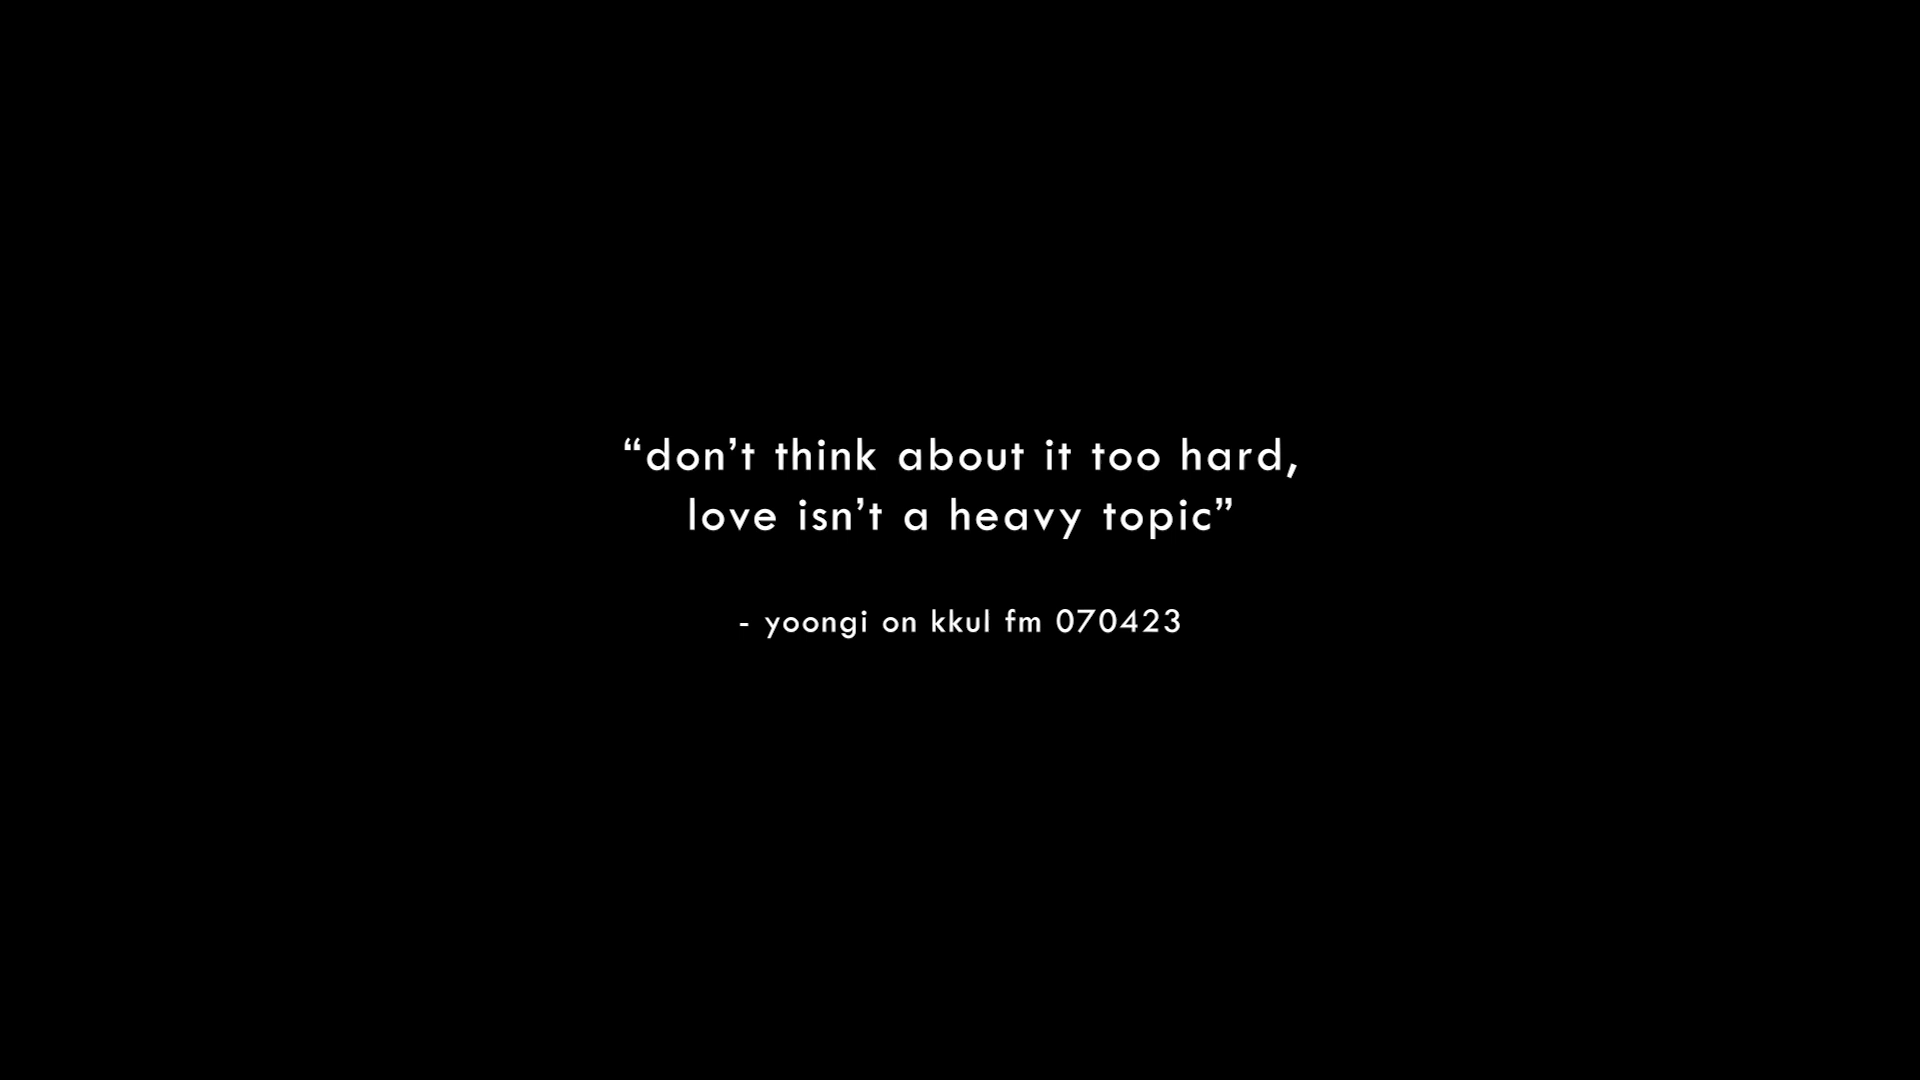 “don’t think about it too hard,
love isn’t a heavy topic”
- yoongi on kkul fm 070423